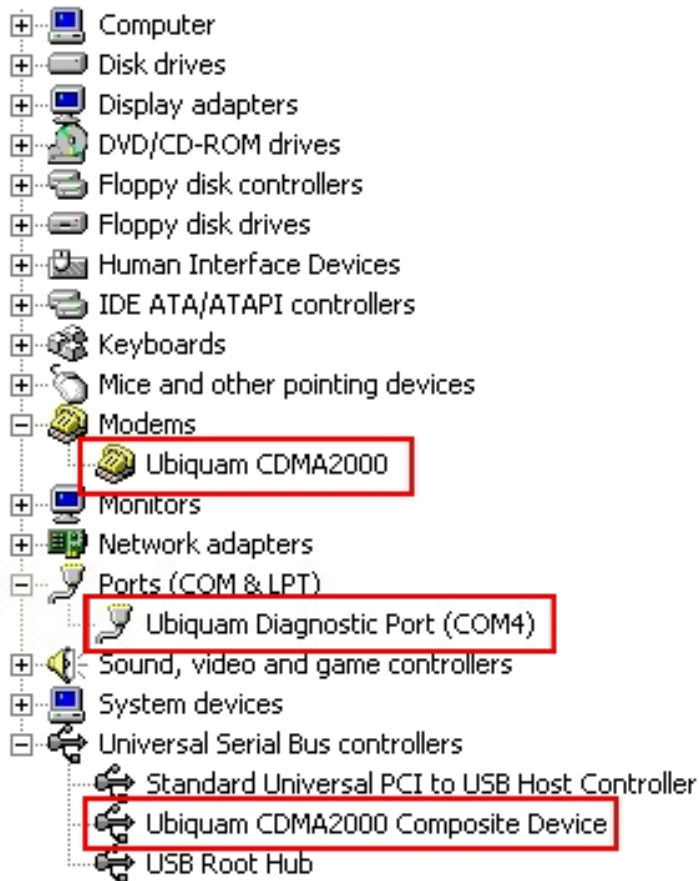 Computer
Disk drives
Display adapters
DVD/CD-ROM drives
Floppy disk controllers
Floppy disk drives
Human Interface Devices
IDE ATA/ATAPI controllers
Keyboards
Mice and other pointing devices
Modems
Ubiquam CDMA2000
Monitors
Network adapters
Ports (COM & LPT)
Ubiquam Diagnostic Port (COM4)
Sound, video and game controllers
System devices
Universal Serial Bus controllers
Standard Universal PCI to USB Host Controller
Ubiquam CDMA2000 Composite Device
USB Root Hub